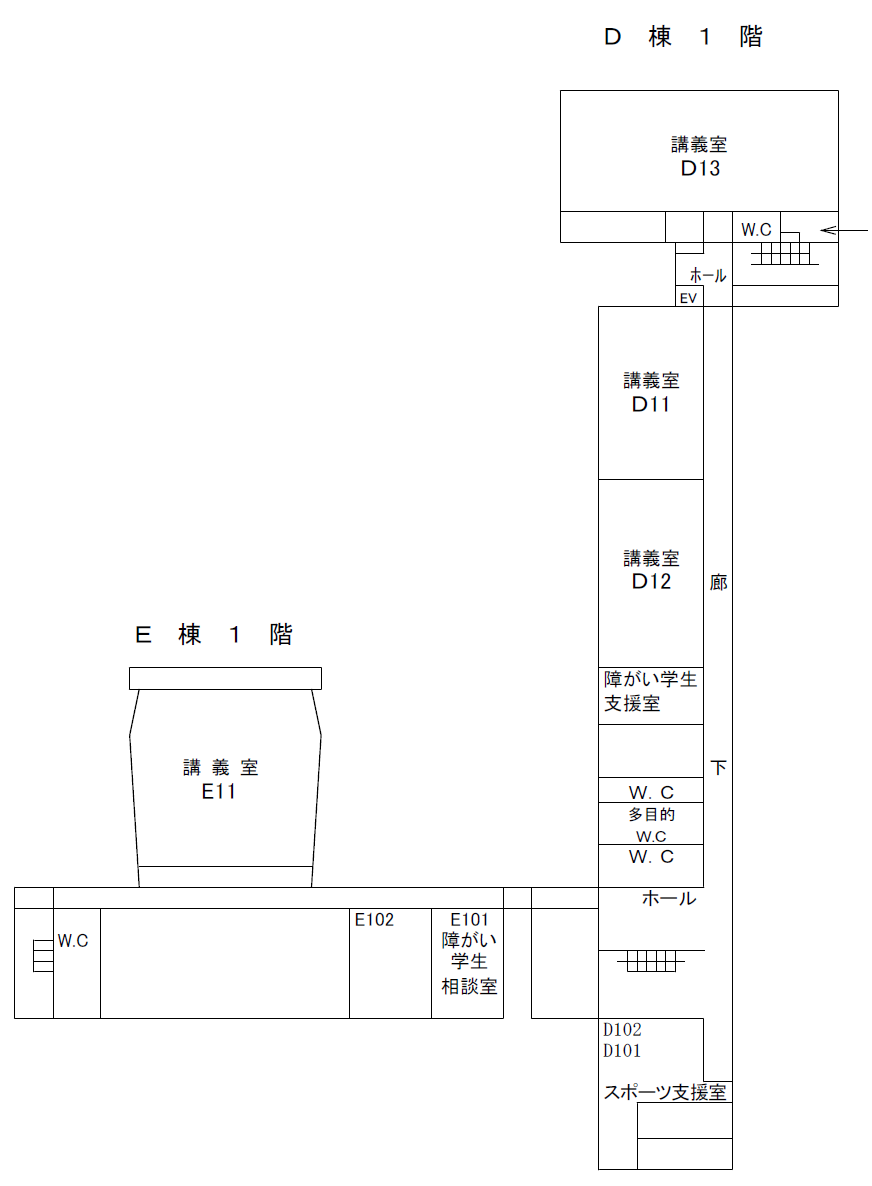 Ｄ　棟　１　階
講義室
Ｄ13
W.C
ホール
EV
講義室
Ｄ11
講義室
Ｄ12
廊
下
障がい学生
支援室
Ｗ．Ｃ
多目的
W.C
Ｗ．Ｃ
ホール
D102
D101
スポーツ支援室
Ｅ　棟　１　階
講 義 室
E11
W.C
E102
E101
障がい
学生
相談室